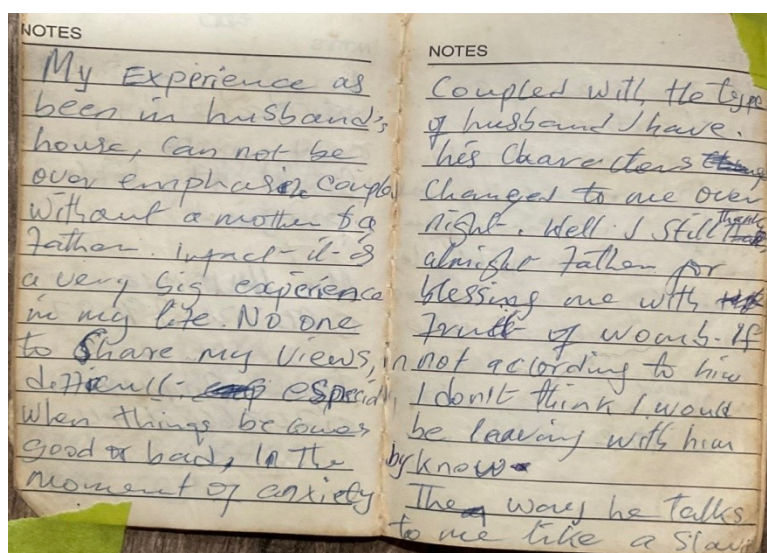 NOTES
My Experience as
been in husband's
house, Can not be
over emphasize Coupled
without a mother &
Father. infact it is
a very big experience
in my life. No one
to Share my Views, in
difficult especially
When things becomes
good or bad, In the
moment of anxiety
NOTES
Coupled with the type
of husband I have.
his Characters
Changed to me over
night. Well I still Thank
almight Father for
blessing me with
Fruit of womb. If
not acording to him
I don't think I would
be leaving with him
by know
The way he talks
to me like a Slave